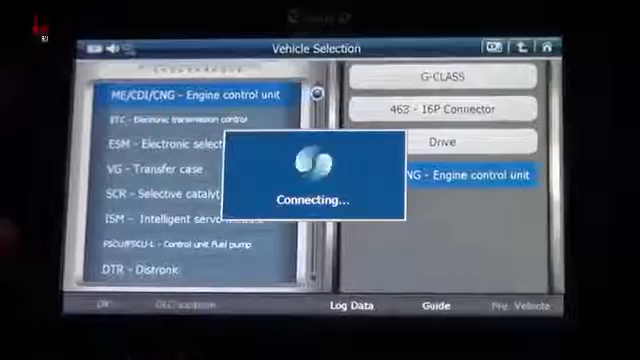 Vehicle Selection
ME/CDI/CNG - Engine control unit
ETC - Electronic transmission control
ESM - Electronic select
VG - Transfer case
SCR - Selective catalyt
ISM - Intelligent servo
FSCU/FSCU-L - Control unit fuel pump
DTR - Distronic
G-CLASS
463 - 16P Connector
Drive
NG - Engine control unit
Connecting...
Log Data
Guide
Pre. Vehicle